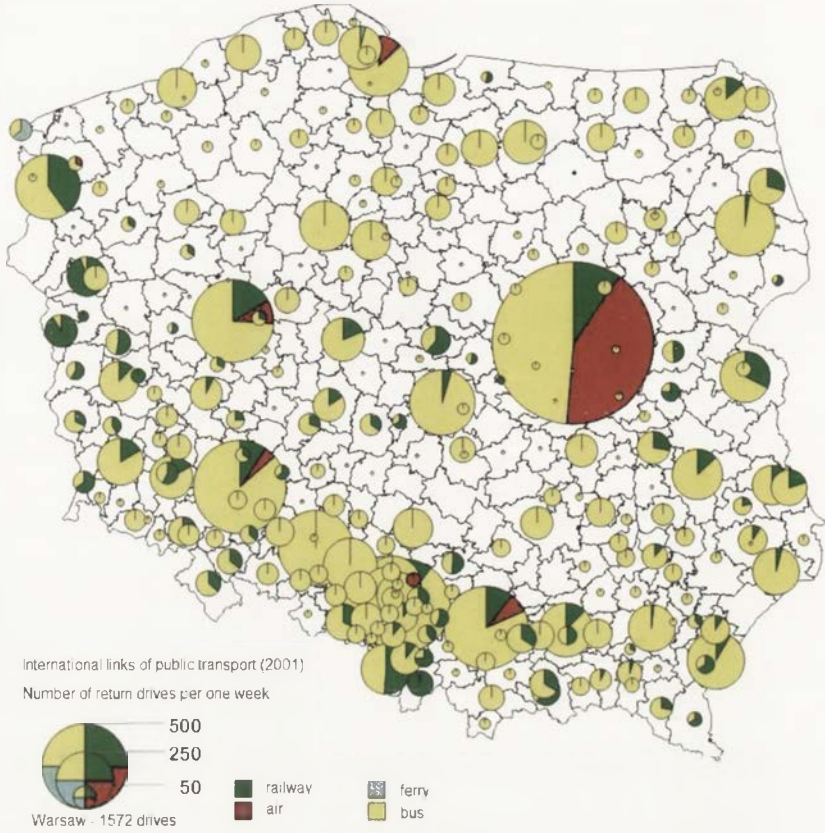 International links of public transport (2001)
Number of return drives per one week
500
250
50
Warsaw - 1572 drives
railway
air
ferry
bus